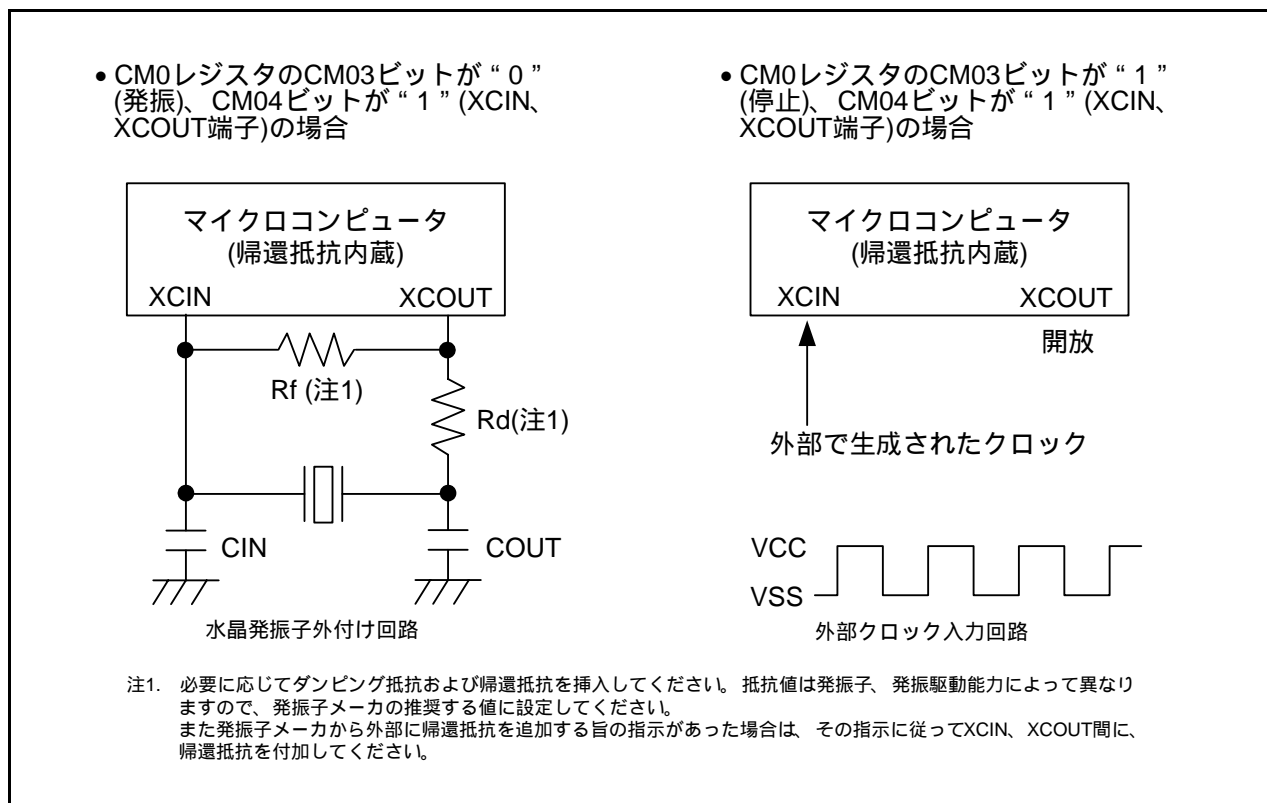 • CM0レジスタのCM03ビットが“0”
(発振)、CM04ビットが“1”(XCIN、
XCOUT端子)の場合
マイクロコンピュータ
(帰還抵抗内蔵)
XCIN
XCOUT
Rf (注1)
Rd(注1)
CIN
COUT
水晶発振子外付け回路
• CM0レジスタのCM03ビットが“1”
(停止)、CM04ビットが“1”(XCIN、
XCOUT端子)の場合
マイクロコンピュータ
(帰還抵抗内蔵)
XCIN
XCOUT
開放
外部で生成されたクロック
VCC
VSS
外部クロック入力回路
注1. 必要に応じてダンピング抵抗および帰還抵抗を挿入してください。抵抗値は発振子、発振駆動能力によって異なり
ますので、発振子メーカの推奨する値に設定してください。
また発振子メーカから外部に帰還抵抗を追加する旨の指示があった場合は、その指示に従ってXCIN、XCOUT間に、
帰還抵抗を付加してください。